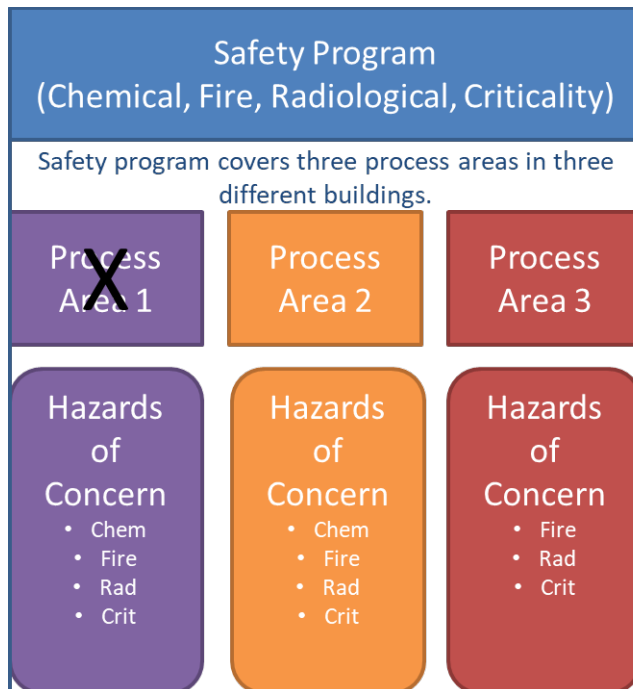 Safety Program
(Chemical, Fire, Radiological, Criticality)
Safety program covers three process areas in three
different buildings.
Process
Area 1
X
Process
Area 2
Process
Area 3
Hazards
of
Concern
• Chem
• Fire
• Rad
• Crit
Hazards
of
Concern
• Chem
• Fire
• Rad
• Crit
Hazards
of
Concern
• Fire
• Rad
• Crit